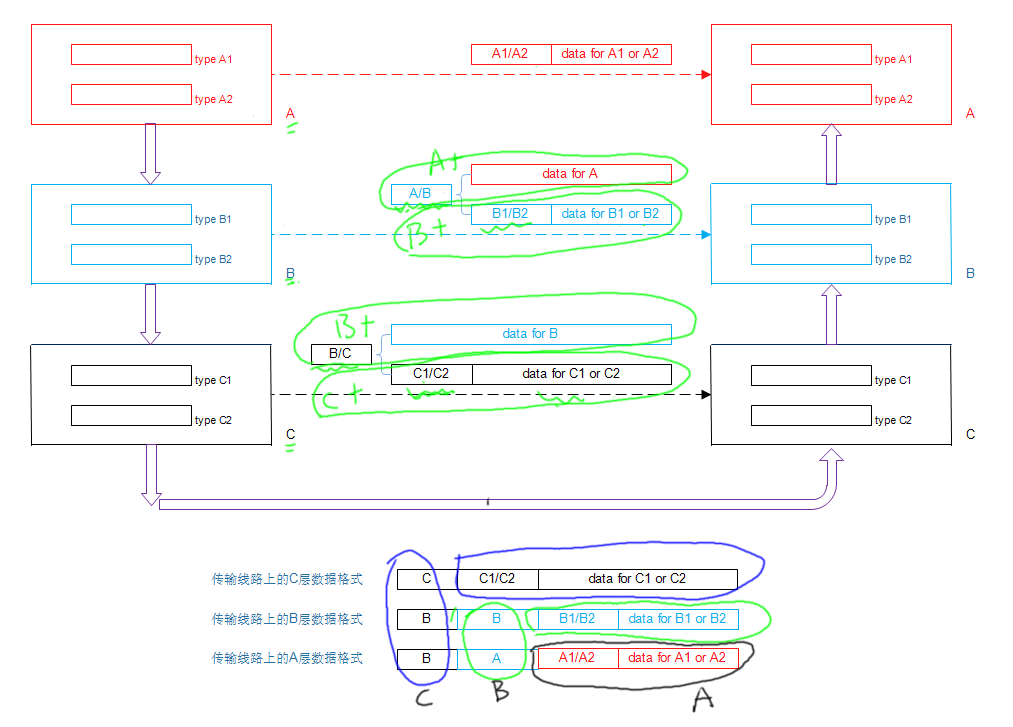 A1/A2 data for A1 or A2
type A1 type A1
type A2 type A2
A A
A+
data for A
A/B
B1/B2 data for B1 or B2
type B1 type B1
B+
type B2 type B2
B B
B+
data for B
B/C
C1/C2 data for C1 or C2
type C1 type C1
C+
type C2 type C2
C C
传输线路上的C层数据格式 C C1/C2 data for C1 or C2
传输线路上的B层数据格式 B B B1/B2 data for B1 or B2
传输线路上的A层数据格式 B A A1/A2 data for A1 or A2
C B A